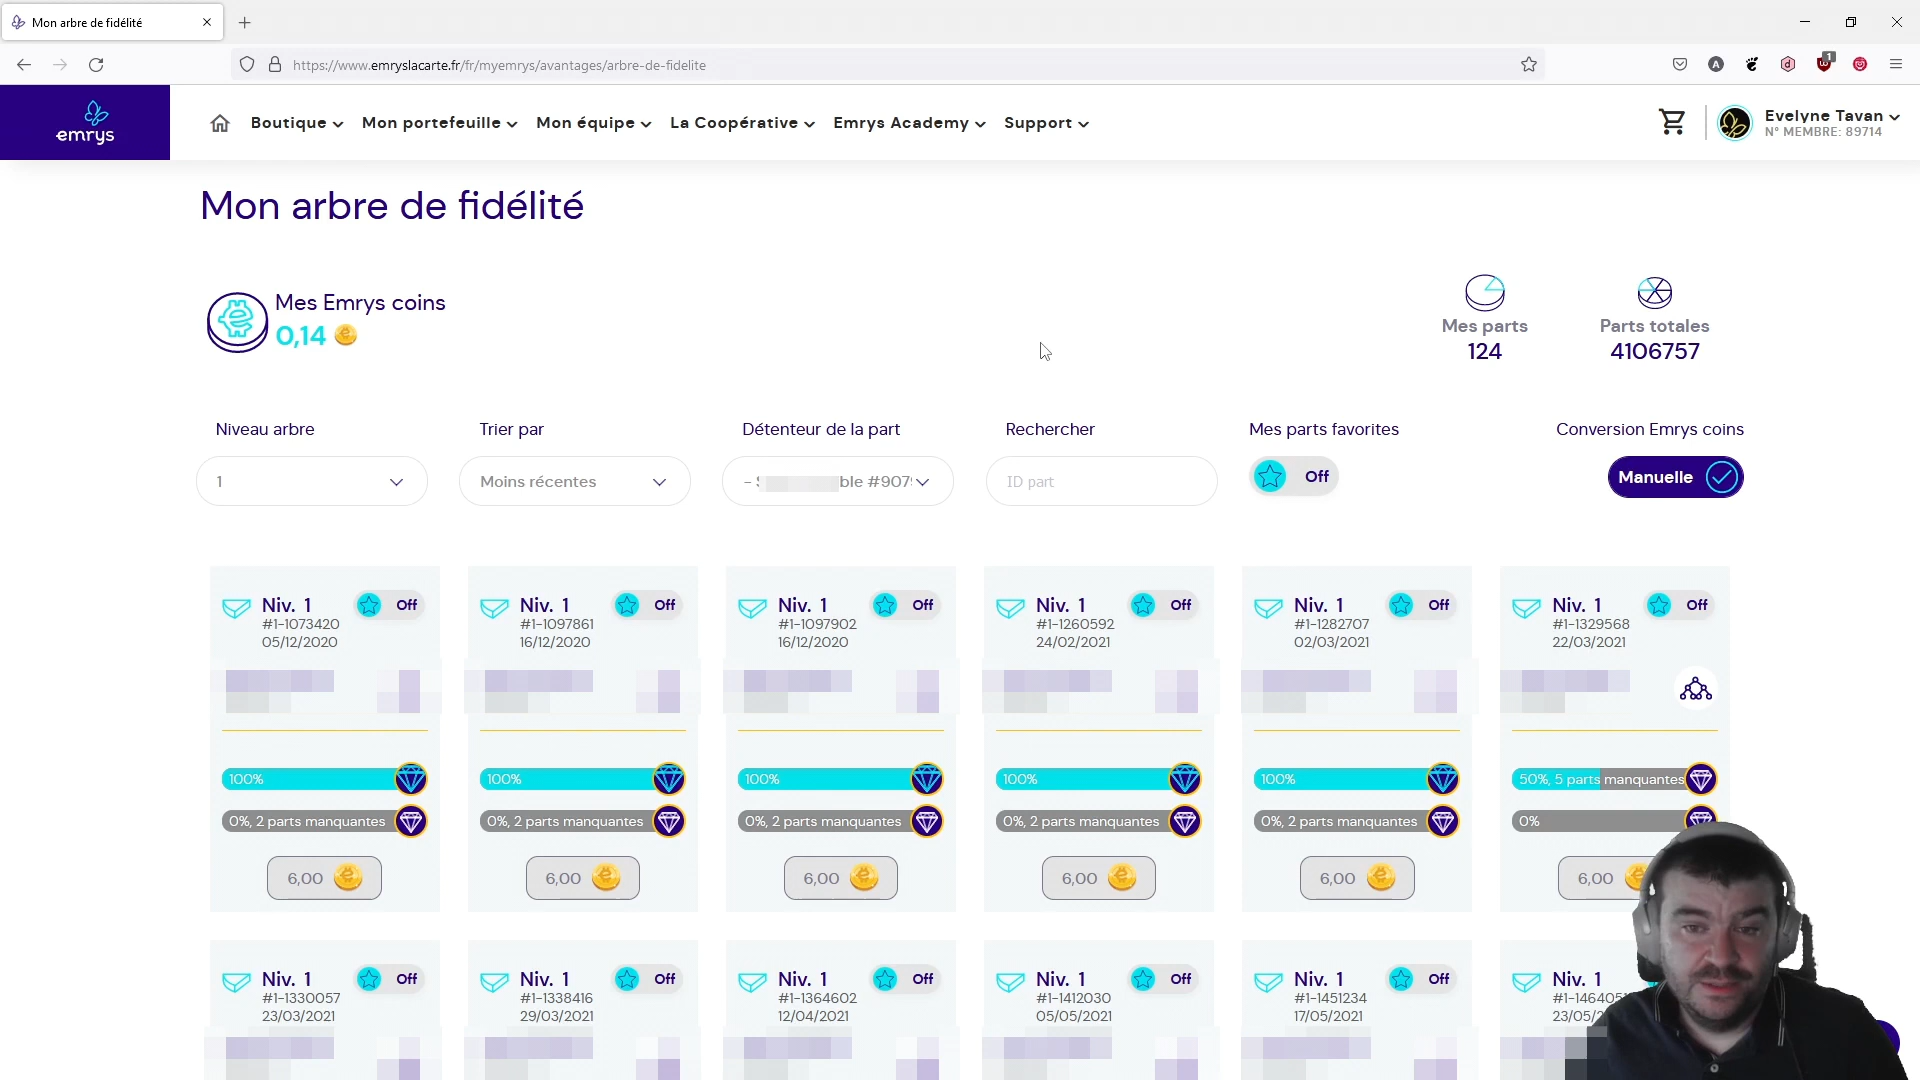 Mon arbre de fidélité
https://www.emryslacarte.fr/fr/myemrys/avantages/arbre-de-fidelite
1
emrys
Boutique Mon portefeuille Mon équipe La Coopérative Emrys Academy Support
Evelyne Tavan
N° MEMBRE: 89714
Mon arbre de fidélité
Mes Emrys coins
0,14
Mes parts
124
Parts totales
4106757
Niveau arbre
Trier par
Détenteur de la part
Rechercher
Mes parts favorites
Conversion Emrys coins
1
Moins récentes
ble #907
ID part
Off
Manuelle
Niv. 1 Off
#1-1073420
05/12/2020
100%
0%, 2 parts manquantes
6,00
Niv. 1 Off
#1-1097861
16/12/2020
100%
0%, 2 parts manquantes
6,00
Niv. 1 Off
#1-1097902
16/12/2020
100%
0%, 2 parts manquantes
6,00
Niv. 1 Off
#1-1260592
24/02/2021
100%
0%, 2 parts manquantes
6,00
Niv. 1 Off
#1-1282707
02/03/2021
100%
0%, 2 parts manquantes
6,00
Niv. 1 Off
#1-1329568
22/03/2021
50%, 5 parts manquantes
0%
6,00
Niv. 1 Off
#1-1330057
23/03/2021
Niv. 1 Off
#1-1338416
29/03/2021
Niv. 1 Off
#1-1364602
12/04/2021
Niv. 1 Off
#1-1412030
05/05/2021
Niv. 1 Off
#1-1451234
17/05/2021
Niv. 1 Off
#1-146405
23/05/2